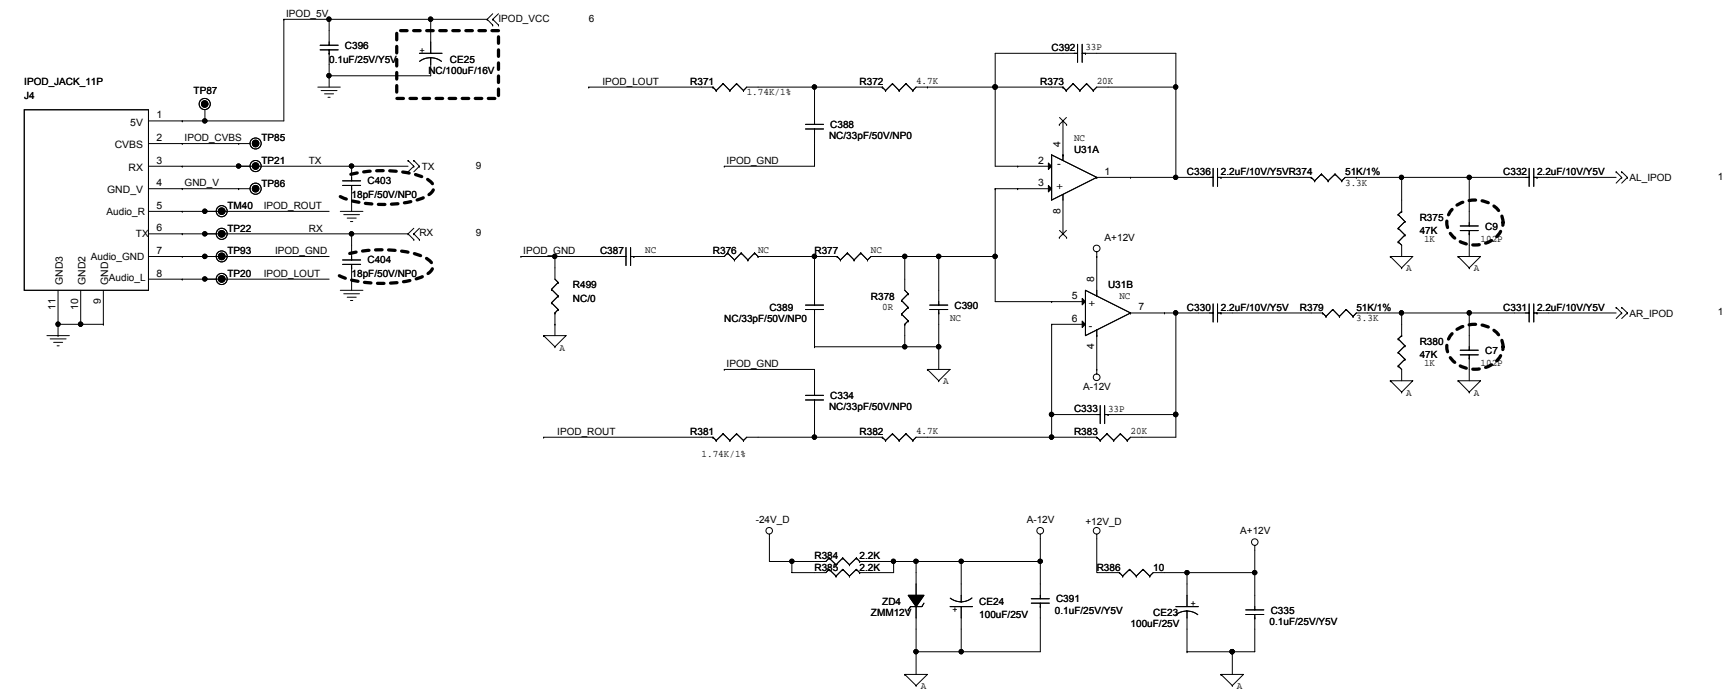 IPOD_5V
IPOD_VCC
6
C396
0.1uF/25V/Y5V
CE25
NC/100uF/16V
IPOD_JACK_11P
J4
TP87
1
5V
2
CVBS
IPOD_CVBS
TP85
3
RX
TP21
TX
TX
9
4
GND_V
GND_V
TP86
C403
18pF/50V/NP0
5
Audio_R
TM40
IPOD_ROUT
6
TX
TP22
RX
RX
9
7
Audio_GND
TP93
IPOD_GND
C404
18pF/50V/NP0
8
Audio_L
TP20
IPOD_LOUT
GND3
GND2
GND
11
10
9
IPOD_LOUT
R371
1.74K/1%
R372
4.7K
C392
33P
R373
20K
C388
NC/33pF/50V/NP0
IPOD_GND
4
NC
U31A
2
-
3
+
1
8
C336
2.2uF/10V/Y5V
R374
51K/1%
3.3K
C332
2.2uF/10V/Y5V
AL_IPOD
1
R375
47K
1K
C9
102P
A
A
IPOD_GND
C387
NC
R376
NC
R377
NC
R499
NC/0
A
C389
NC/33pF/50V/NP0
R378
0R
C390
NC
A
A+12V
8
U31B
NC
5
+
6
-
7
4
A-12V
C330
2.2uF/10V/Y5V
R379
51K/1%
3.3K
C331
2.2uF/10V/Y5V
AR_IPOD
1
R380
47K
1K
C7
102P
A
A
IPOD_GND
C334
NC/33pF/50V/NP0
IPOD_ROUT
R381
1.74K/1%
R382
4.7K
C333
33P
R383
20K
-24V_D
R384
2.2K
R385
2.2K
A-12V
ZD4
ZMM12V
CE24
100uF/25V
C391
0.1uF/25V/Y5V
A
+12V_D
R386
10
A+12V
CE23
100uF/25V
C335
0.1uF/25V/Y5V
A